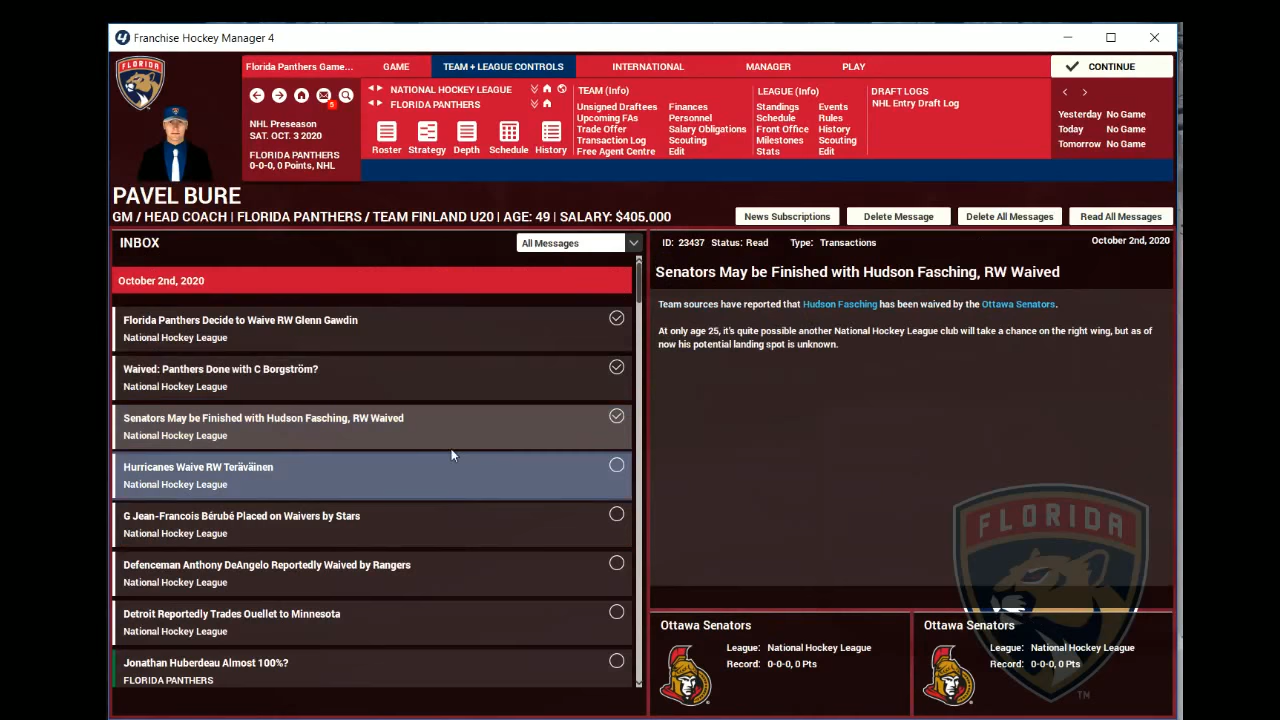 Franchise Hockey Manager 4
Florida Panthers Game...
GAME
TEAM + LEAGUE CONTROLS
INTERNATIONAL
MANAGER
PLAY
CONTINUE
FLORIDA
5
NHL Preseason
SAT. OCT. 3 2020
FLORIDA PANTHERS
0-0-0, 0 Points, NHL
NATIONAL HOCKEY LEAGUE
FLORIDA PANTHERS
Roster Strategy Depth Schedule History
TEAM (Info)
Unsigned Draftees Finances
Upcoming FAs Personnel
Trade Offer Salary Obligations
Transaction Log Scouting
Free Agent Centre Edit
LEAGUE (Info)
Standings Events
Schedule Rules
Front Office History
Milestones Scouting
Stats Edit
DRAFT LOGS
NHL Entry Draft Log
Yesterday No Game
Today No Game
Tomorrow No Game
PAVEL BURE
GM / HEAD COACH | FLORIDA PANTHERS / TEAM FINLAND U20 | AGE: 49 | SALARY: $405,000
News Subscriptions
Delete Message
Delete All Messages
Read All Messages
INBOX
All Messages
October 2nd, 2020
Florida Panthers Decide to Waive RW Glenn Gawdin
National Hockey League
Waived: Panthers Done with C Borgström?
National Hockey League
Senators May be Finished with Hudson Fasching, RW Waived
National Hockey League
Hurricanes Waive RW Teräväinen
National Hockey League
G Jean-Francois Bérubé Placed on Waivers by Stars
National Hockey League
Defenceman Anthony DeAngelo Reportedly Waived by Rangers
National Hockey League
Detroit Reportedly Trades Ouellet to Minnesota
National Hockey League
Jonathan Huberdeau Almost 100%?
FLORIDA PANTHERS
ID: 23437 Status: Read Type: Transactions
October 2nd, 2020
Senators May be Finished with Hudson Fasching, RW Waived
Team sources have reported that Hudson Fasching has been waived by the Ottawa Senators.
At only age 25, it's quite possible another National Hockey League club will take a chance on the right wing, but as of
now his potential landing spot is unknown.
FLORIDA
TM
Ottawa Senators
League: National Hockey League
Record: 0-0-0, 0 Pts
Ottawa Senators
League: National Hockey League
Record: 0-0-0, 0 Pts